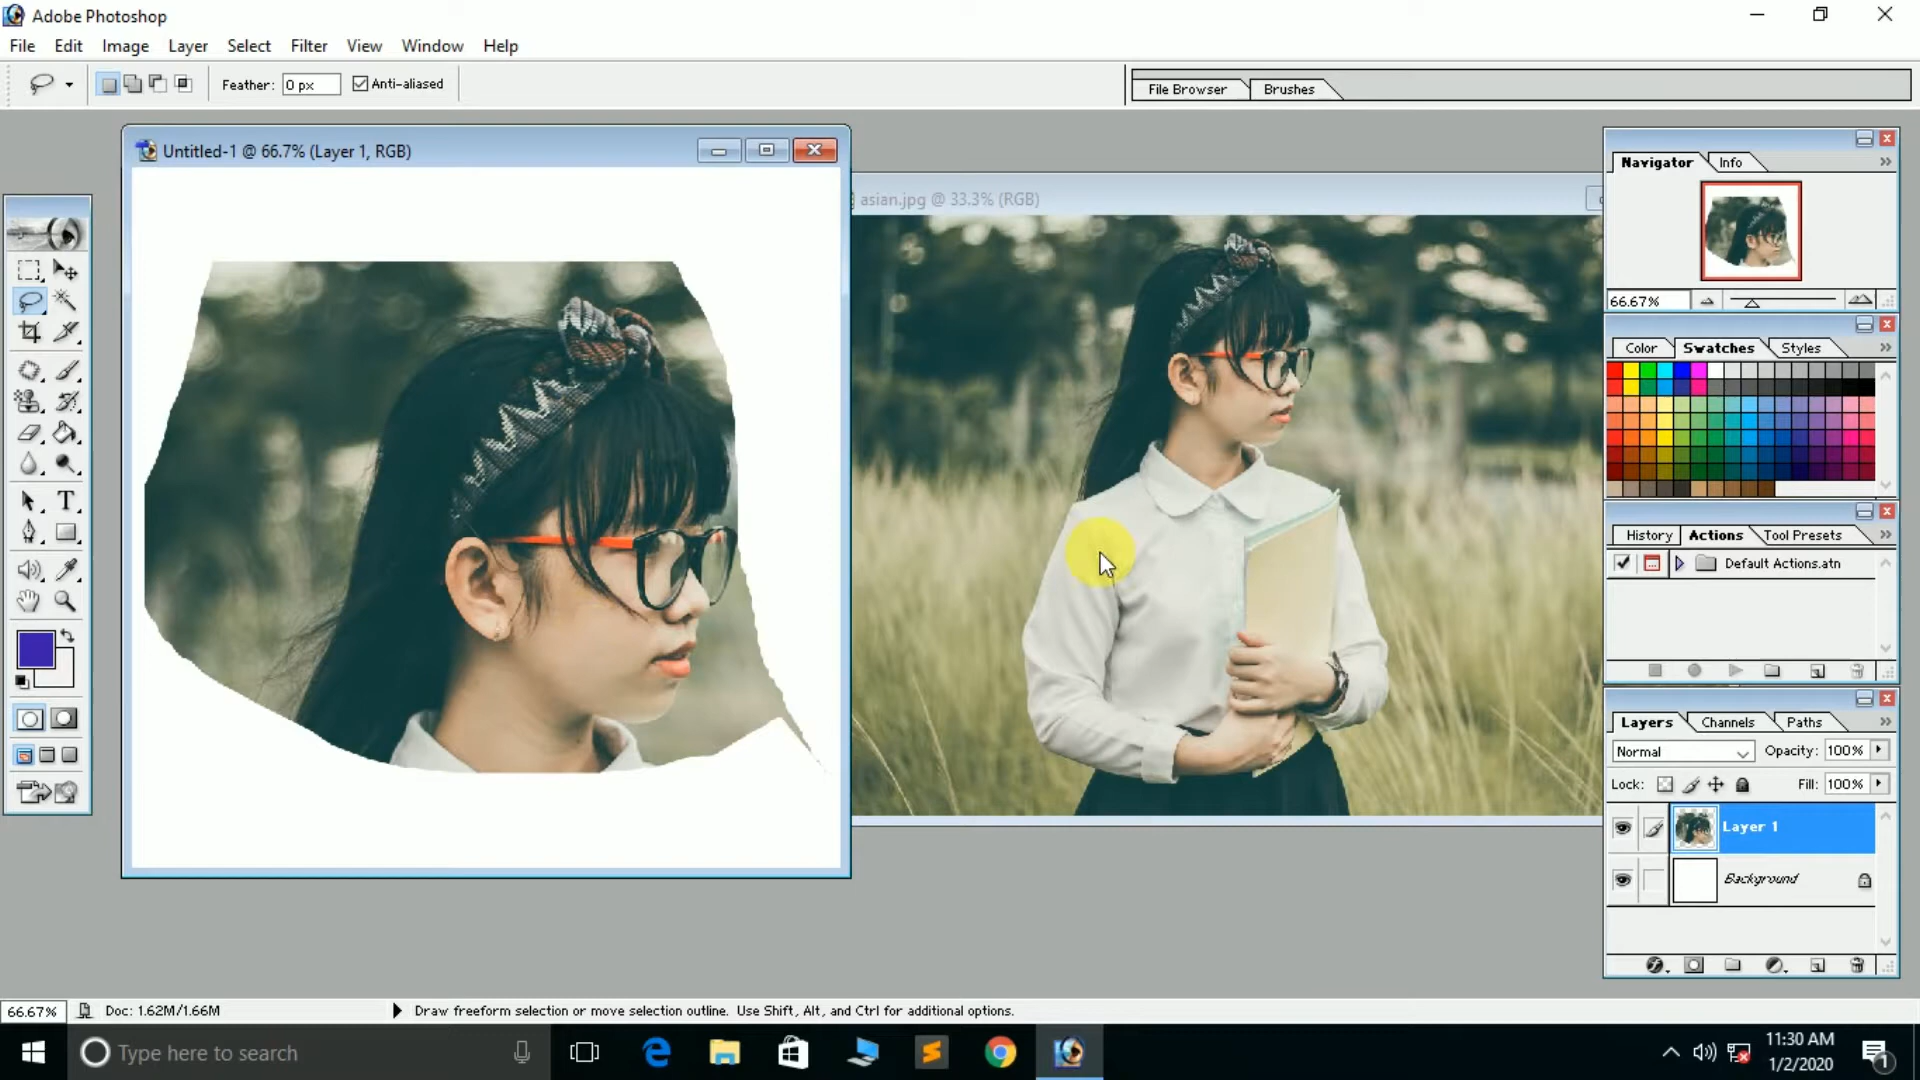 Adobe Photoshop
File Edit Image Layer Select Filter View Window Help
Feather: 0 px Anti-aliased
File Browser Brushes
Untitled-1 @ 66.7% (Layer 1, RGB)
asian.jpg @ 33.3% (RGB)
Navigator Info
66.67%
Color Swatches Styles
History Actions Tool Presets
Default Actions.atn
Layers Channels Paths
Normal Opacity: 100%
Lock: Fill: 100%
Layer 1
Background
66.67% Doc: 1.62M/1.66M Draw freeform selection or move selection outline. Use Shift, Alt, and Ctrl for additional options.
Type here to search
11:30 AM
1/2/2020
1